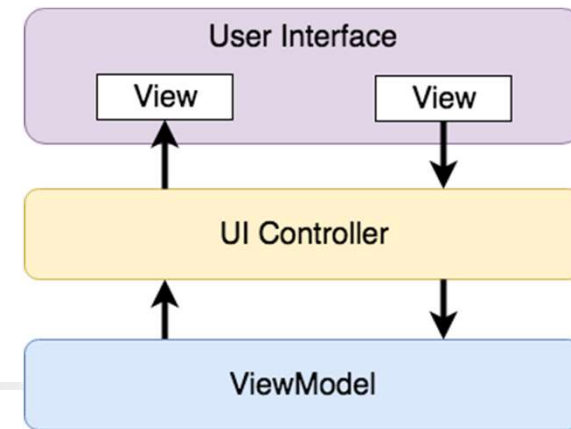 User Interface
View View
UI Controller
ViewModel